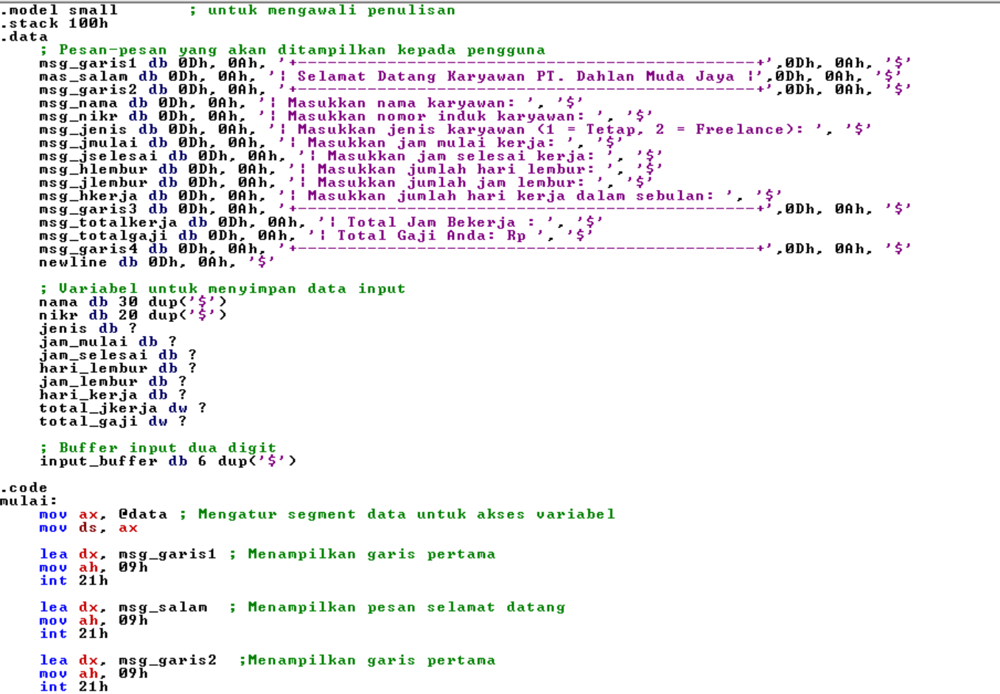 .model small        ; untuk mengawali penulisan
.stack 100h
.data
    ; Pesan-pesan yang akan ditampilkan kepada pengguna
    msg_garis1 db 0Dh, 0Ah, '+----------------------------------------------+',0Dh, 0Ah, '$'
    mas_salam db 0Dh, 0Ah, '¦ Selamat Datang Karyawan PT. Dahlan Muda Jaya ¦',0Dh, 0Ah, '$'
    msg_garis2 db 0Dh, 0Ah, '+----------------------------------------------+',0Dh, 0Ah, '$'
    msg_nama db 0Dh, 0Ah, '¦ Masukkan nama karyawan: ', '$'
    msg_nikr db 0Dh, 0Ah, '¦ Masukkan nomor induk karyawan: ', '$'
    msg_jenis db 0Dh, 0Ah, '¦ Masukkan jenis karyawan (1 = Tetap, 2 = Freelance): ', '$'
    msg_jmulai db 0Dh, 0Ah, '¦ Masukkan jam mulai kerja: ', '$'
    msg_jselesai db 0Dh, 0Ah, '¦ Masukkan jam selesai kerja: ', '$'
    msg_hlembur db 0Dh, 0Ah, '¦ Masukkan jumlah hari lembur: ', '$'
    msg_jlembur db 0Dh, 0Ah, '¦ Masukkan jumlah jam lembur: ', '$'
    msg_hkerja db 0Dh, 0Ah, '¦ Masukkan jumlah hari kerja dalam sebulan: ', '$'
    msg_garis3 db 0Dh, 0Ah, '+----------------------------------------------+',0Dh, 0Ah, '$'
    msg_totalkerja db 0Dh, 0Ah, '¦ Total Jam Bekerja : ', '$'
    msg_totalgaji db 0Dh, 0Ah, '¦ Total Gaji Anda: Rp ', '$'
    msg_garis4 db 0Dh, 0Ah, '+----------------------------------------------+',0Dh, 0Ah, '$'
    newline db 0Dh, 0Ah, '$'

    ; Variabel untuk menyimpan data input
    nama db 30 dup('$')
    nikr db 20 dup('$')
    jenis db ?
    jam_mulai db ?
    jam_selesai db ?
    hari_lembur db ?
    jam_lembur db ?
    hari_kerja db ?
    total_jkerja dw ?
    total_gaji dw ?

    ; Buffer input dua digit
    input_buffer db 6 dup('$')

.code
mulai:
    mov ax, @data ; Mengatur segment data untuk akses variabel
    mov ds, ax

    lea dx, msg_garis1 ; Menampilkan garis pertama
    mov ah, 09h
    int 21h

    lea dx, msg_salam  ; Menampilkan pesan selamat datang
    mov ah, 09h
    int 21h

    lea dx, msg_garis2  ;Menampilkan garis pertama
    mov ah, 09h
    int 21h